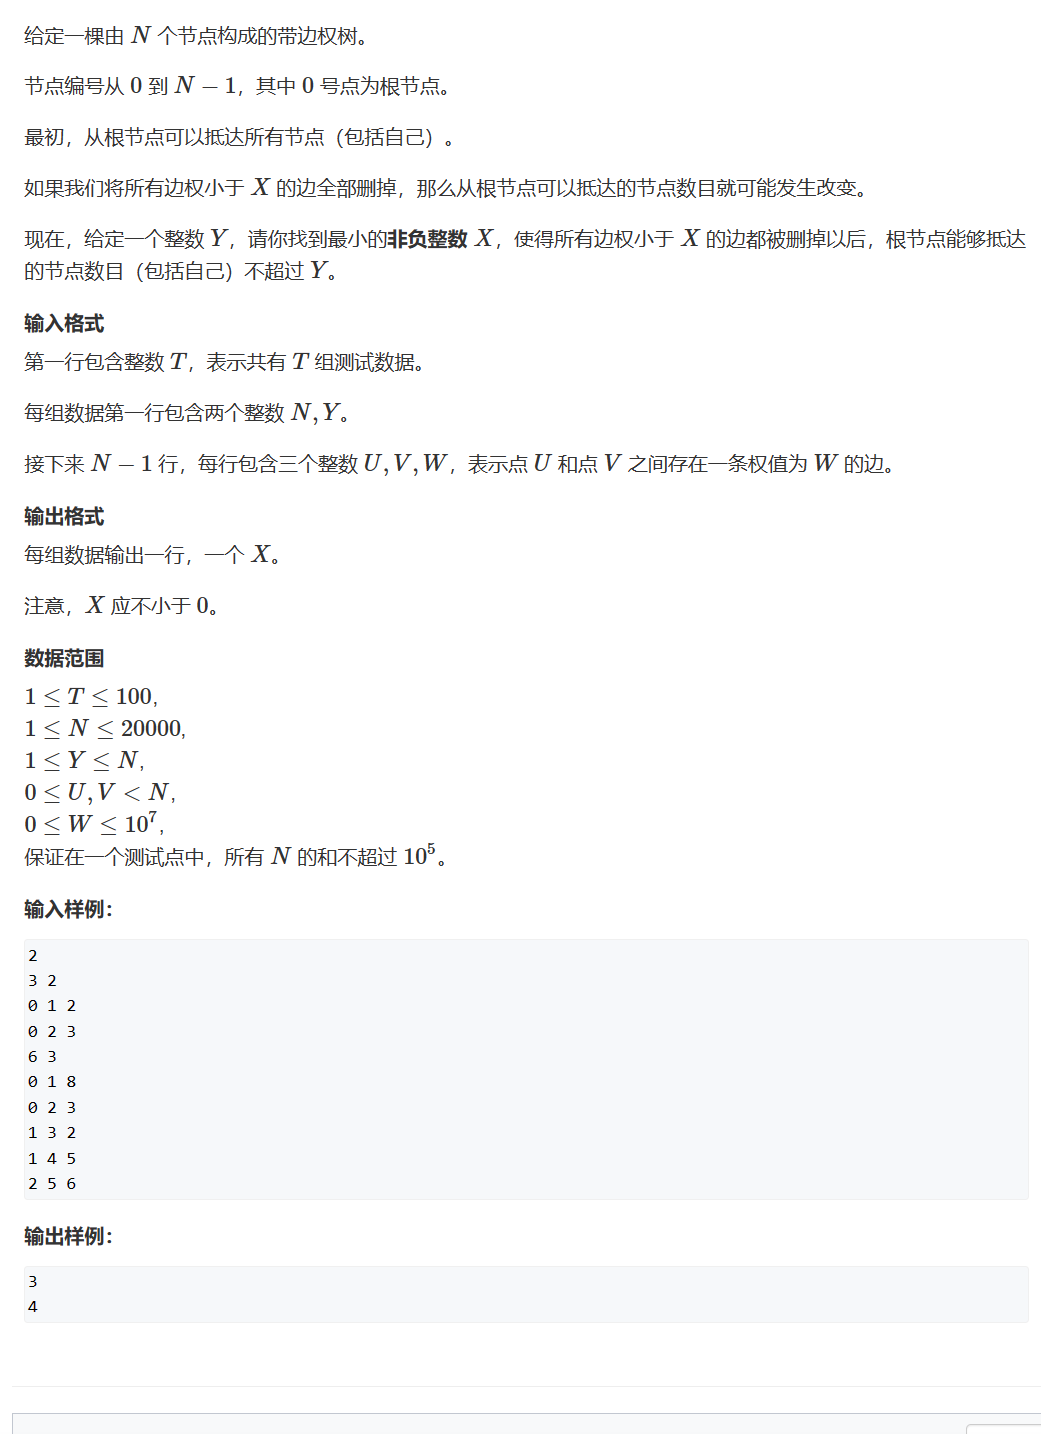 给定一棵由 N 个节点构成的带边权树。
节点编号从 0 到 N − 1，其中 0 号点为根节点。
最初，从根节点可以抵达所有节点（包括自己）。
如果我们将所有边权小于 X 的边全部删掉，那么从根节点可以抵达的节点数目就可能发生改变。
现在，给定一个整数 Y，请你找到最小的非负整数 X，使得所有边权小于 X 的边都被删掉以后，根节点能够抵达
的节点数目（包括自己）不超过 Y。
输入格式
第一行包含整数 T，表示共有 T 组测试数据。
每组数据第一行包含两个整数 N, Y。
接下来 N − 1 行，每行包含三个整数 U, V, W，表示点 U 和点 V 之间存在一条权值为 W 的边。
输出格式
每组数据输出一行，一个 X。
注意，X 应不小于 0。
数据范围
1 ≤ T ≤ 100,
1 ≤ N ≤ 20000,
1 ≤ Y ≤ N,
0 ≤ U, V < N,
0 ≤ W ≤ 10⁷,
保证在一个测试点中，所有 N 的和不超过 10⁵。
输入样例：
2
3 2
0 1 2
0 2 3
6 3
0 1 8
0 2 3
1 3 2
1 4 5
2 5 6
输出样例：
3
4